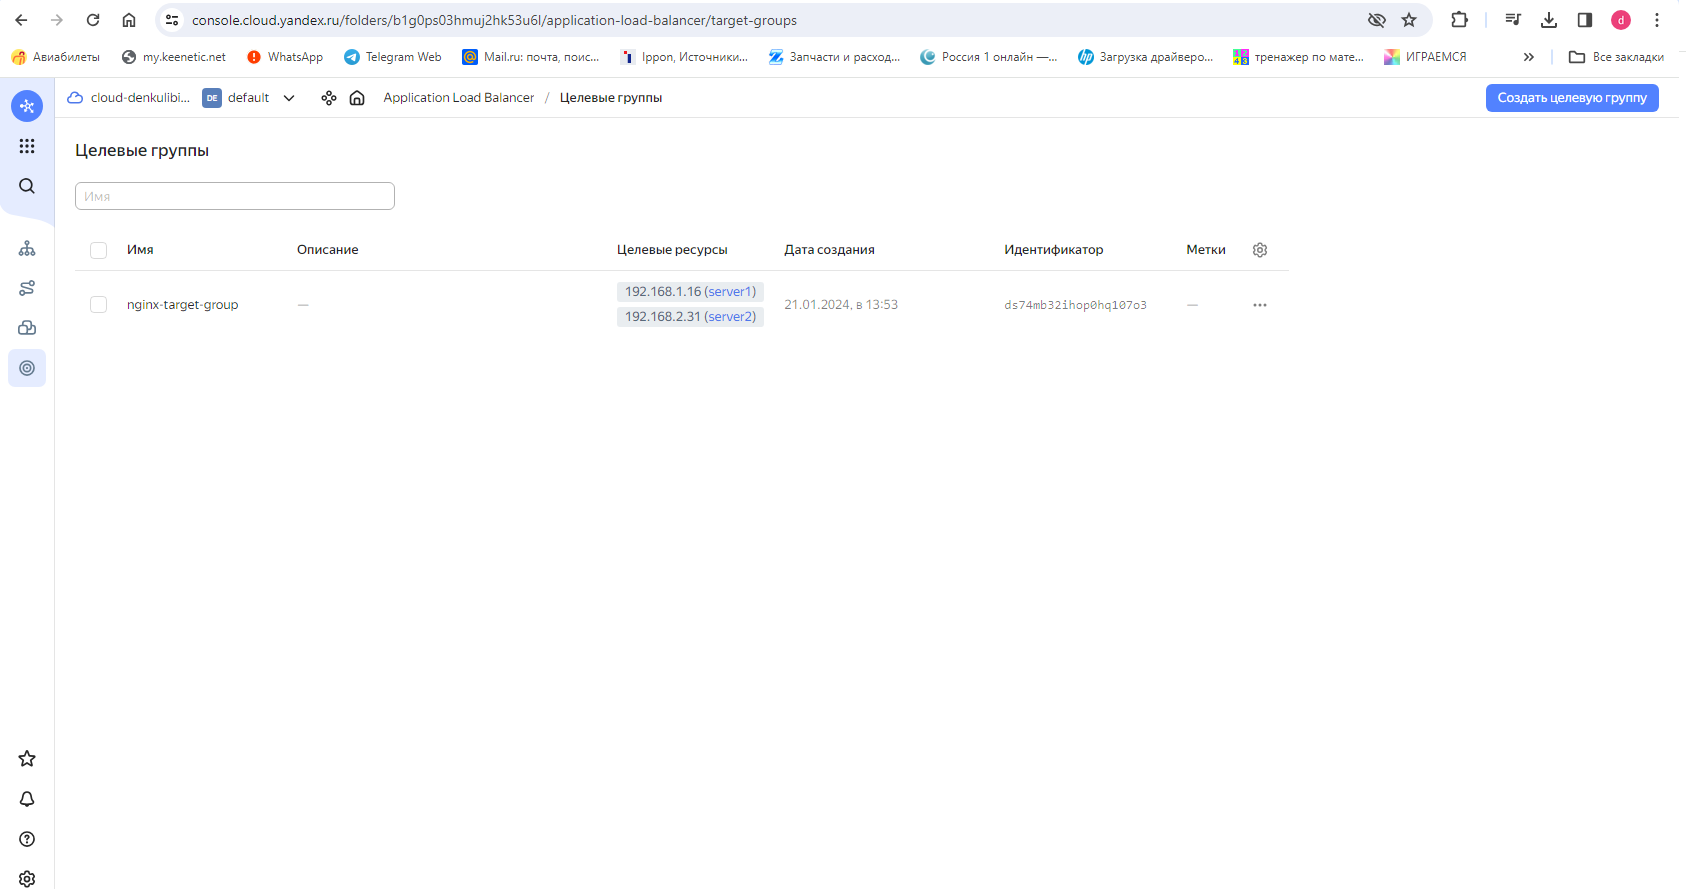 console.cloud.yandex.ru/folders/b1g0ps03hmuj2hk53u6l/application-load-balancer/target-groups
d
Авиабилеты my.keenetic.net WhatsApp Telegram Web Mail.ru: почта, поис... Ippon, Источники... Запчасти и расход... Россия 1 онлайн —... Загрузка драйверо... тренажер по мате... ИГРАЕМСЯ » Все закладки
cloud-denkulibi... DE default Application Load Balancer / Целевые группы Создать целевую группу
Целевые группы
Имя
Имя Описание Целевые ресурсы Дата создания Идентификатор Метки
nginx-target-group — 192.168.1.16 (server1) 21.01.2024, в 13:53 ds74mb32ihop0hq107o3 —
192.168.2.31 (server2)